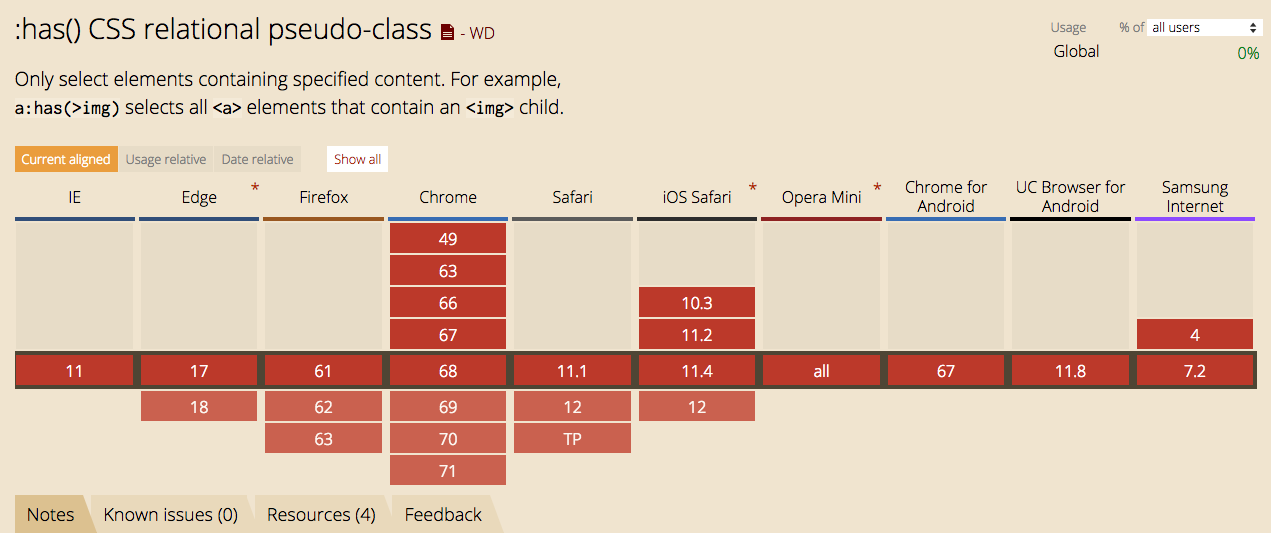 :has() CSS relational pseudo-class - WD
Usage % of all users
Global 0%
Only select elements containing specified content. For example,
a:has(>img) selects all <a> elements that contain an <img> child.
Current aligned Usage relative Date relative Show all
IE Edge * Firefox Chrome Safari iOS Safari * Opera Mini * Chrome for Android UC Browser for Android Samsung Internet
49
63
66 10.3
67 11.2 4
11 17 61 68 11.1 11.4 all 67 11.8 7.2
18 62 69 12 12
63 70 TP
71
Notes Known issues (0) Resources (4) Feedback